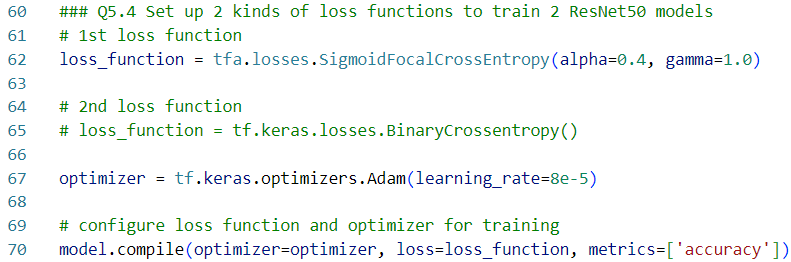 60 ### Q5.4 Set up 2 kinds of loss functions to train 2 ResNet50 models
61 # 1st loss function
62 loss_function = tfa.losses.SigmoidFocalCrossEntropy(alpha=0.4, gamma=1.0)
63
64 # 2nd loss function
65 # loss_function = tf.keras.losses.BinaryCrossentropy()
66
67 optimizer = tf.keras.optimizers.Adam(learning_rate=8e-5)
68
69 # configure loss function and optimizer for training
70 model.compile(optimizer=optimizer, loss=loss_function, metrics=['accuracy'])